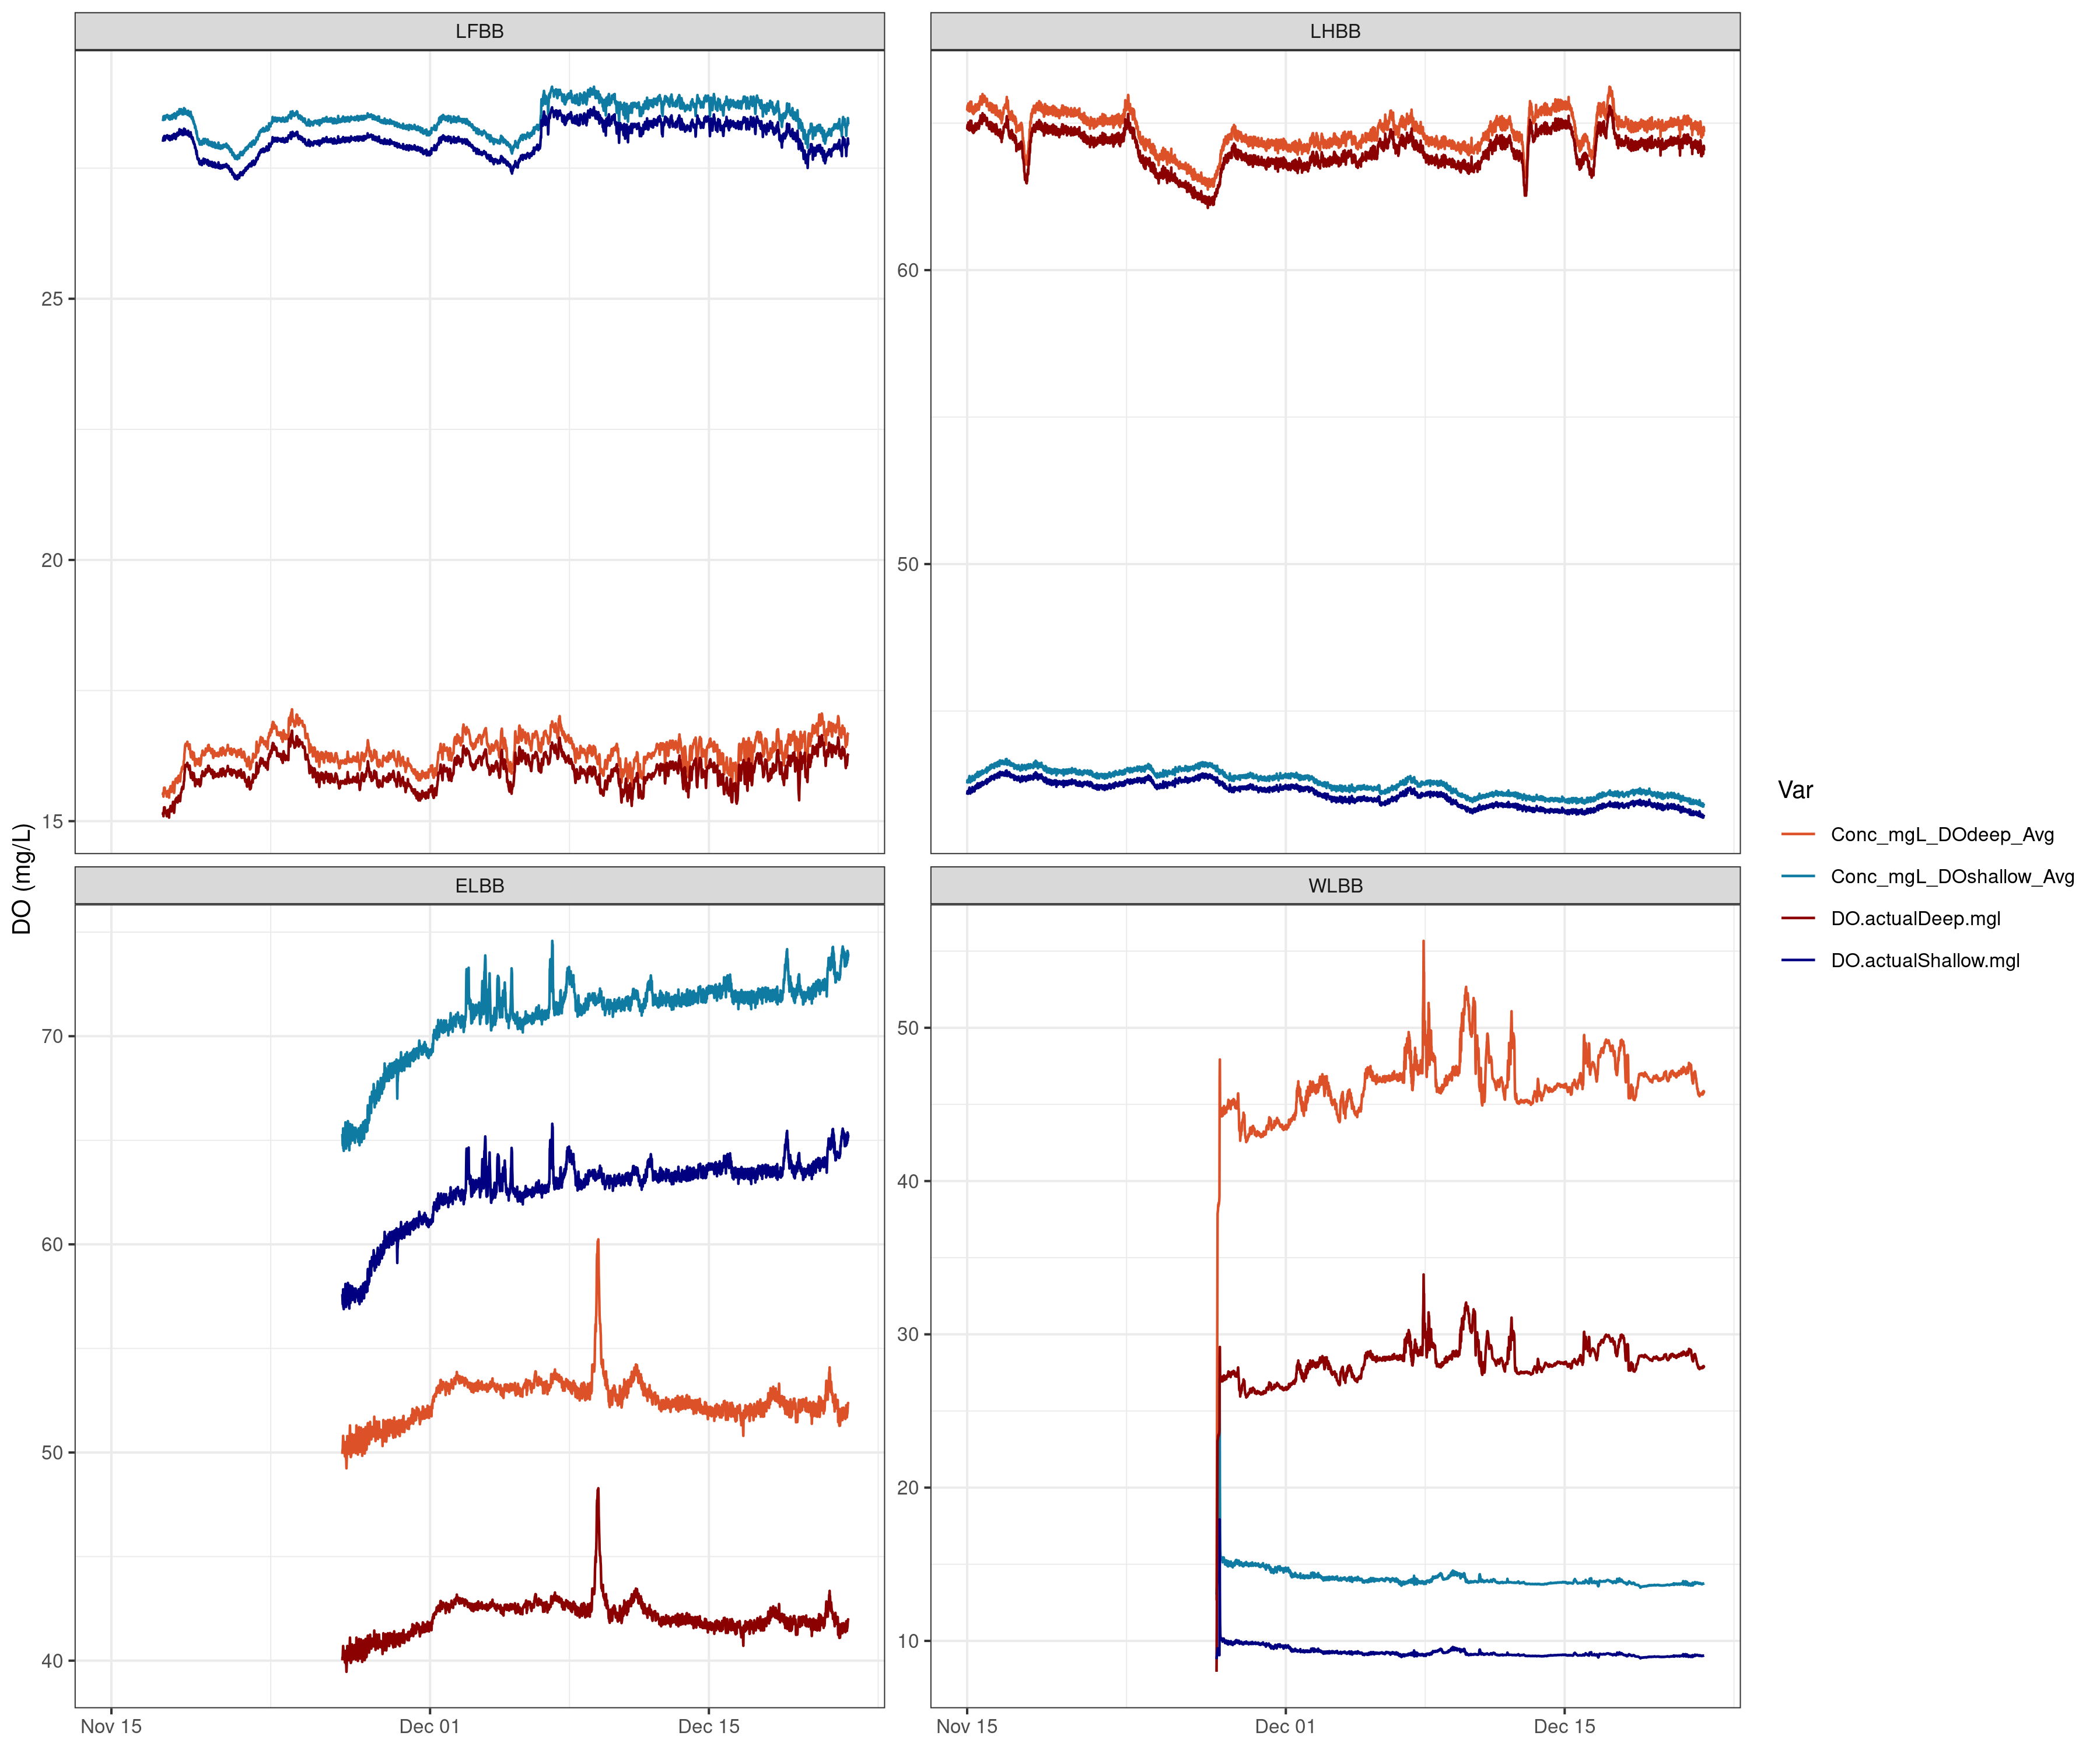 LFBB
LHBB
25
20
15
60
50
DO (mg/L)
ELBB
WLBB
70
60
50
40
50
40
30
20
10
Nov 15
Dec 01
Dec 15
Nov 15
Dec 01
Dec 15
Var
Conc_mgL_DOdeep_Avg
Conc_mgL_DOshallow_Avg
DO.actualDeep.mgl
DO.actualShallow.mgl